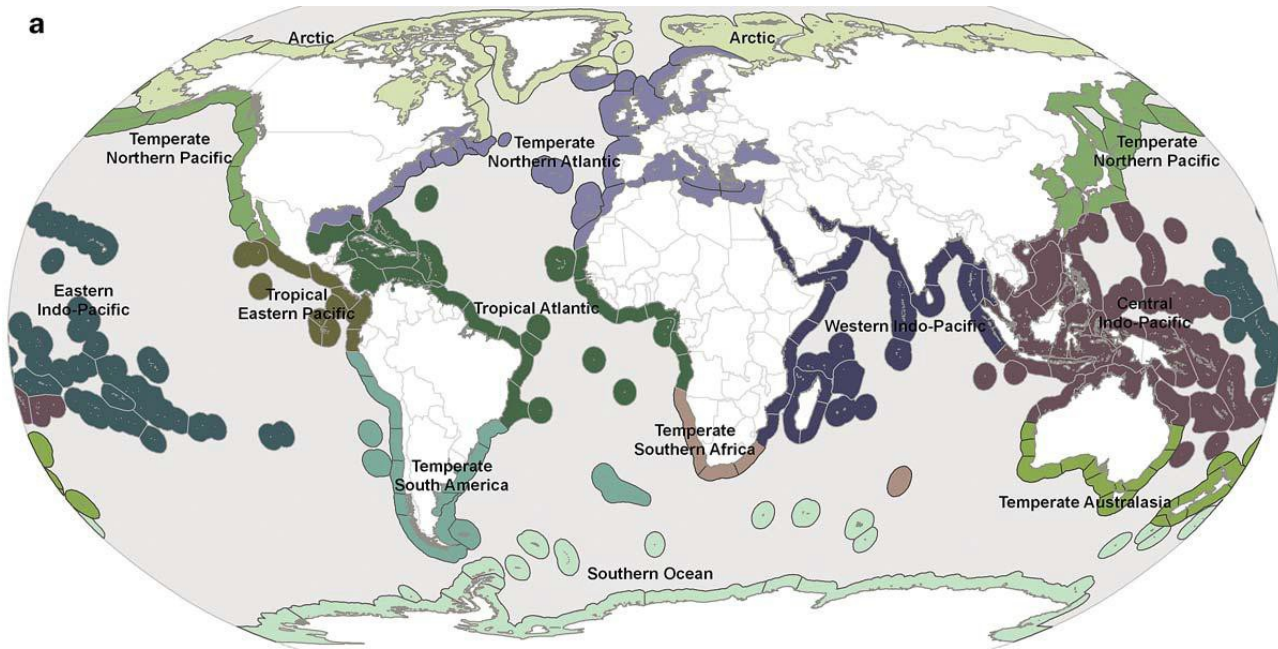 a
Arctic
Arctic
Temperate
Northern Pacific
Temperate
Northern Atlantic
Temperate
Northern Pacific
Eastern
Indo-Pacific
Tropical
Eastern Pacific
Tropical Atlantic
Western Indo-Pacific
Central
Indo-Pacific
Temperate
South America
Temperate
Southern Africa
Temperate Australasia
Southern Ocean